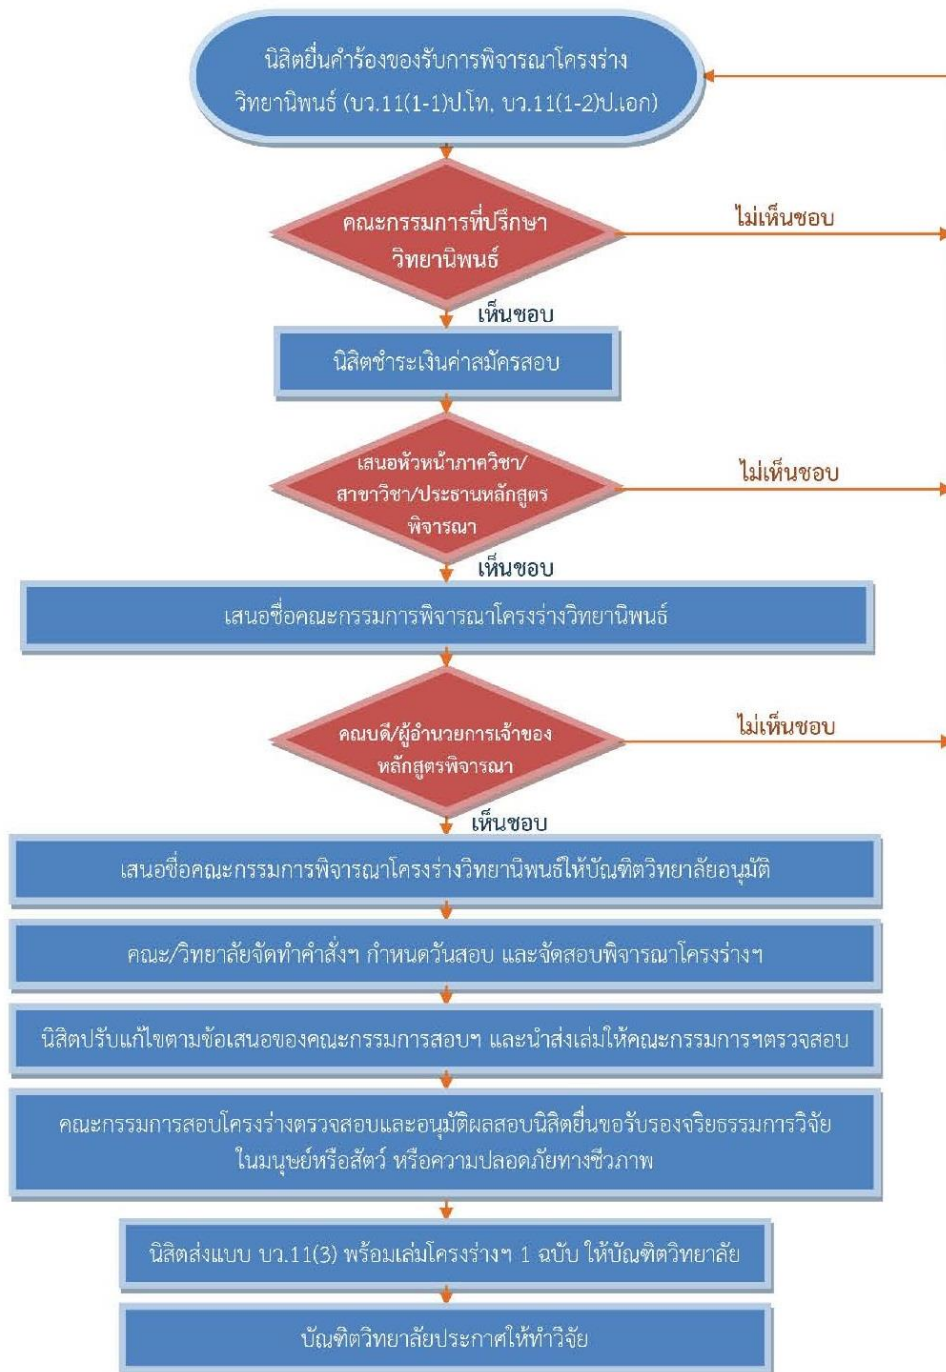 นิสิตยื่นคำร้องของรับการพิจารณาโครงร่าง
วิทยานิพนธ์ (บว.11(1-1)ป.โท, บว.11(1-2)ป.เอก)
คณะกรรมการที่ปรึกษา
วิทยานิพนธ์
ไม่เห็นชอบ
เห็นชอบ
นิสิตชำระเงินค่าสมัครสอบ
เสนอหัวหน้าภาควิชา/
สาขาวิชา/ประธานหลักสูตร
พิจารณา
ไม่เห็นชอบ
เห็นชอบ
เสนอชื่อคณะกรรมการพิจารณาโครงร่างวิทยานิพนธ์
คณบดี/ผู้อำนวยการเจ้าของ
หลักสูตรพิจารณา
ไม่เห็นชอบ
เห็นชอบ
เสนอชื่อคณะกรรมการพิจารณาโครงร่างวิทยานิพนธ์ให้บัณฑิตวิทยาลัยอนุมัติ
คณะ/วิทยาลัยจัดทำคำสั่งฯ กำหนดวันสอบ และจัดสอบพิจารณาโครงร่างฯ
นิสิตปรับแก้ไขตามข้อเสนอของคณะกรรมการสอบฯ และนำส่งเล่มให้คณะกรรมการฯตรวจสอบ
คณะกรรมการสอบโครงร่างตรวจสอบและอนุมัติผลสอบนิสิตยื่นขอรับรองจริยธรรมการวิจัย
ในมนุษย์หรือสัตว์ หรือความปลอดภัยทางชีวภาพ
นิสิตส่งแบบ บว.11(3) พร้อมเล่มโครงร่างฯ 1 ฉบับ ให้บัณฑิตวิทยาลัย
บัณฑิตวิทยาลัยประกาศให้ทำวิจัย